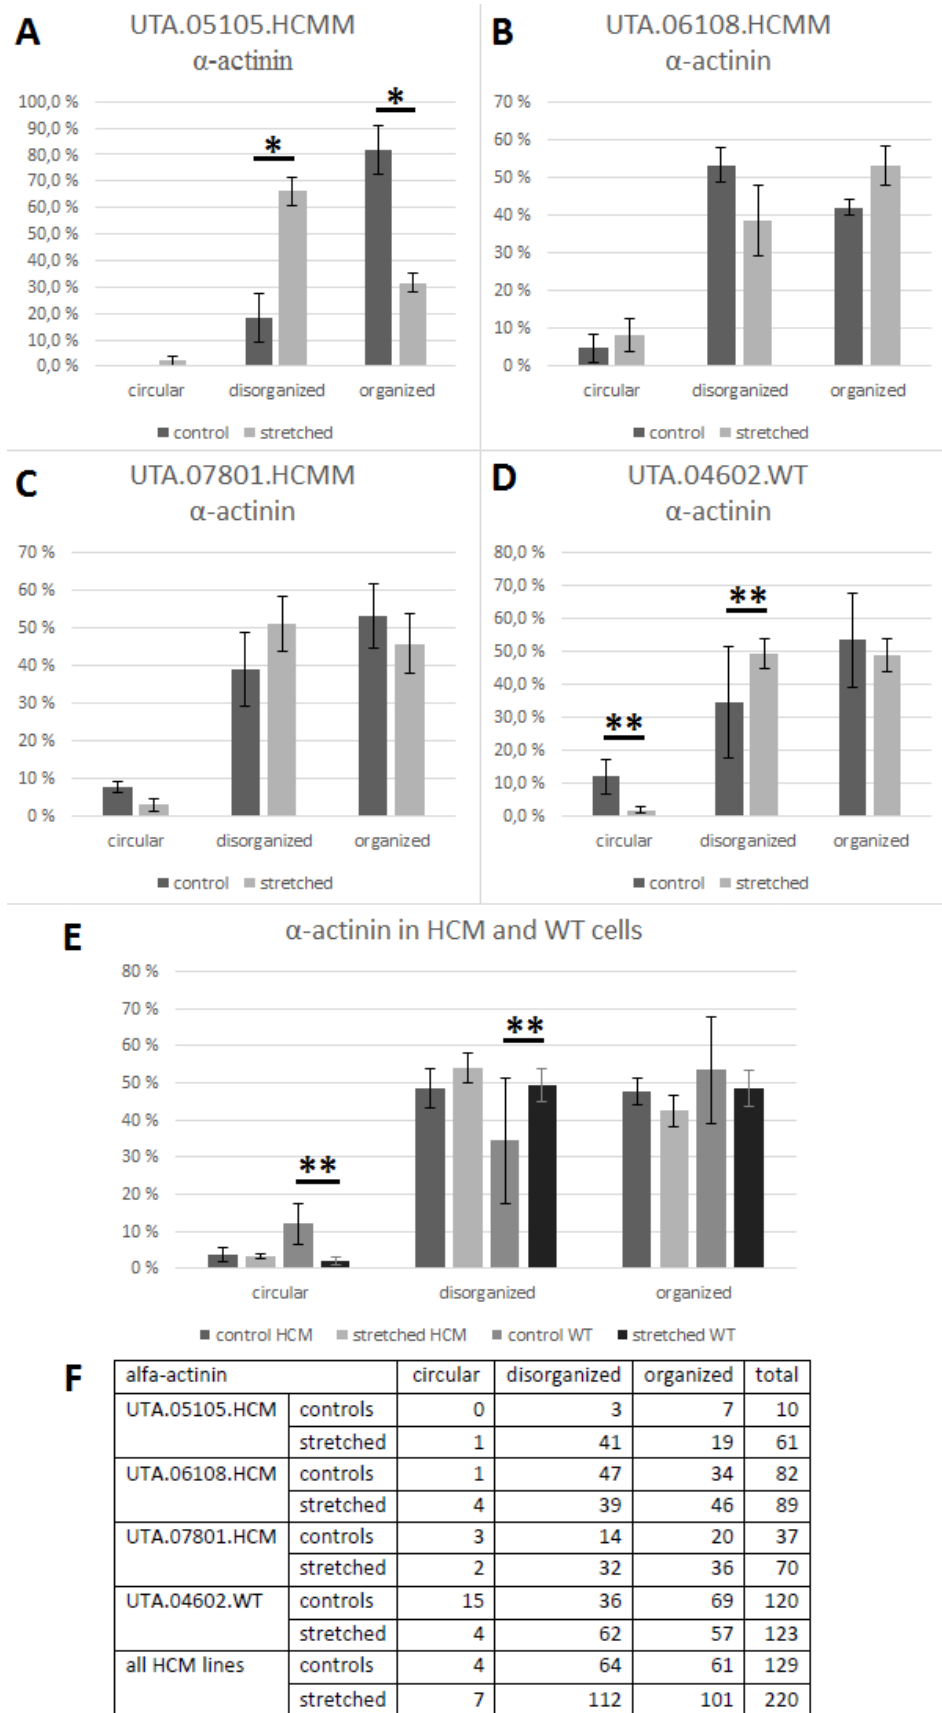 A
UTA.05105.HCMM
α-actinin
100,0 %
90,0 %
80,0 %
70,0 %
60,0 %
50,0 %
40,0 %
30,0 %
20,0 %
10,0 %
0,0 %
*
*
circular disorganized organized
control stretched
B
UTA.06108.HCMM
α-actinin
70 %
60 %
50 %
40 %
30 %
20 %
10 %
0 %
circular disorganized organized
control stretched
C
UTA.07801.HCMM
α-actinin
70 %
60 %
50 %
40 %
30 %
20 %
10 %
0 %
circular disorganized organized
control stretched
D
UTA.04602.WT
α-actinin
80,0 %
70,0 %
60,0 %
50,0 %
40,0 %
30,0 %
20,0 %
10,0 %
0,0 %
**
**
circular disorganized organized
control stretched
E
α-actinin in HCM and WT cells
80 %
70 %
60 %
50 %
40 %
30 %
20 %
10 %
0 %
**
**
circular disorganized organized
control HCM stretched HCM control WT stretched WT
F
alfa-actinin circular disorganized organized total
UTA.05105.HCM controls 0 3 7 10
stretched 1 41 19 61
UTA.06108.HCM controls 1 47 34 82
stretched 4 39 46 89
UTA.07801.HCM controls 3 14 20 37
stretched 2 32 36 70
UTA.04602.WT controls 15 36 69 120
stretched 4 62 57 123
all HCM lines controls 4 64 61 129
stretched 7 112 101 220